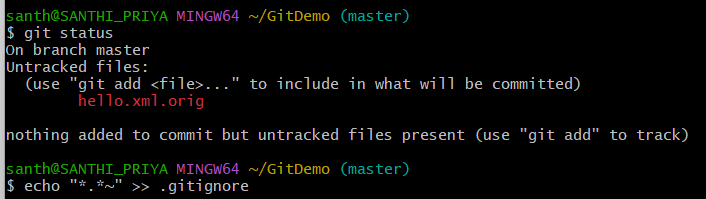 santh@SANTHI_PRIYA MINGW64 ~/GitDemo (master)
$ git status
On branch master
Untracked files:
  (use "git add <file>..." to include in what will be committed)
        hello.xml.orig

nothing added to commit but untracked files present (use "git add" to track)

santh@SANTHI_PRIYA MINGW64 ~/GitDemo (master)
$ echo "*.*~" >> .gitignore